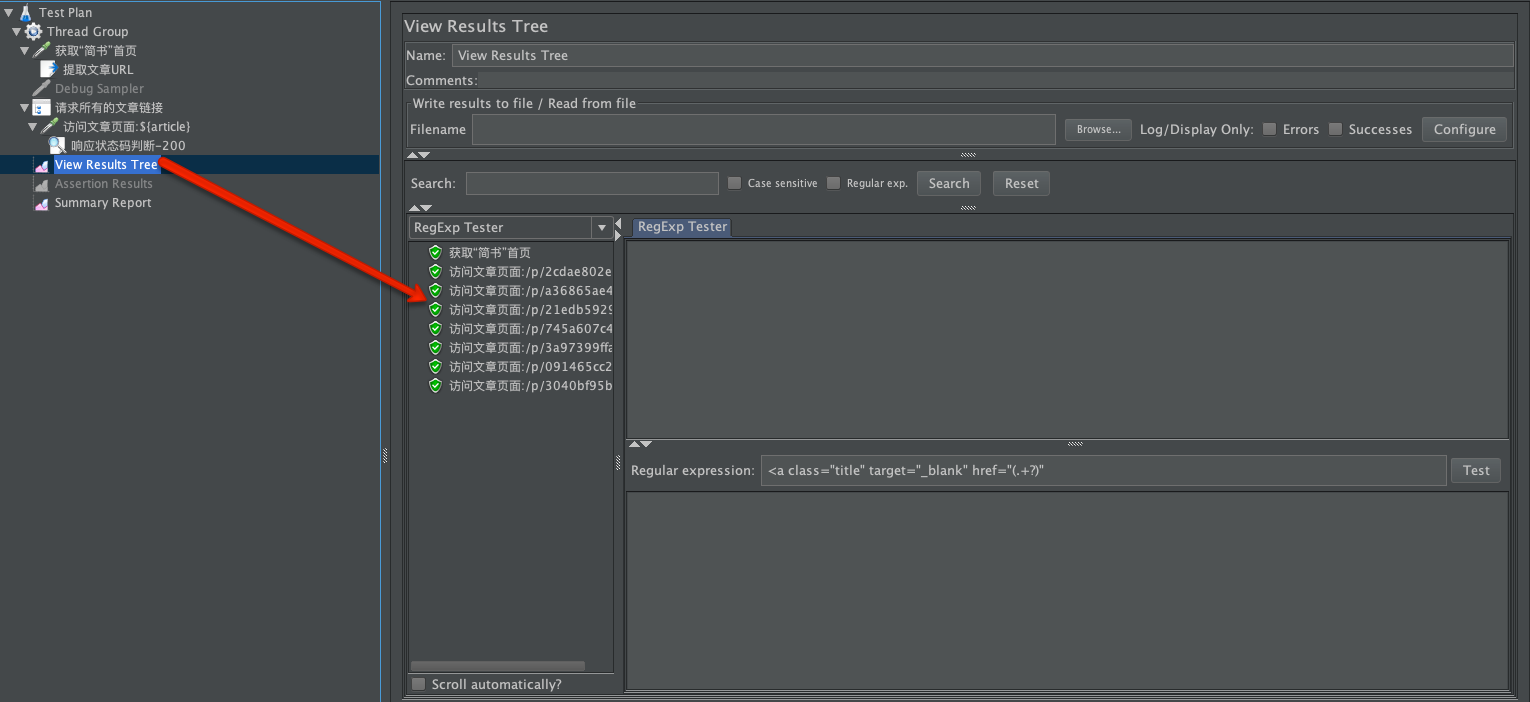 Test Plan
Thread Group
获取“简书”首页
提取文章URL
Debug Sampler
请求所有的文章链接
访问文章页面:${article}
响应状态码判断-200
View Results Tree
Assertion Results
Summary Report
View Results Tree
Name: View Results Tree
Comments:
Write results to file / Read from file
Filename Browse... Log/Display Only: Errors Successes Configure
Search: Case sensitive Regular exp. Search Reset
RegExp Tester
获取“简书”首页
访问文章页面:/p/2cdae802e
访问文章页面:/p/a36865ae4
访问文章页面:/p/21edb5929
访问文章页面:/p/745a607c4
访问文章页面:/p/3a97399ffa
访问文章页面:/p/091465cc2
访问文章页面:/p/3040bf95b
Scroll automatically?
RegExp Tester
Regular expression: <a class="title" target="_blank" href="(.+?)" Test